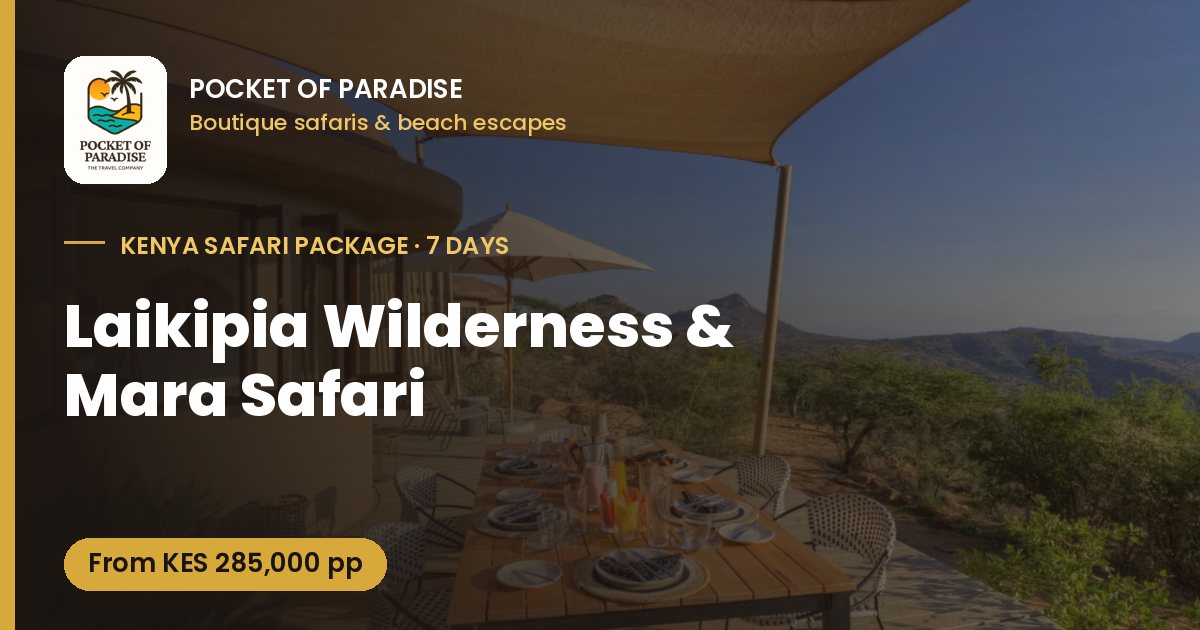 POCKET OF PARADISE
Boutique safaris & beach escapes
POCKET OF
PARADISE
THE TRAVEL COMPANY
KENYA SAFARI PACKAGE · 7 DAYS
Laikipia Wilderness &
Mara Safari
From KES 285,000 pp